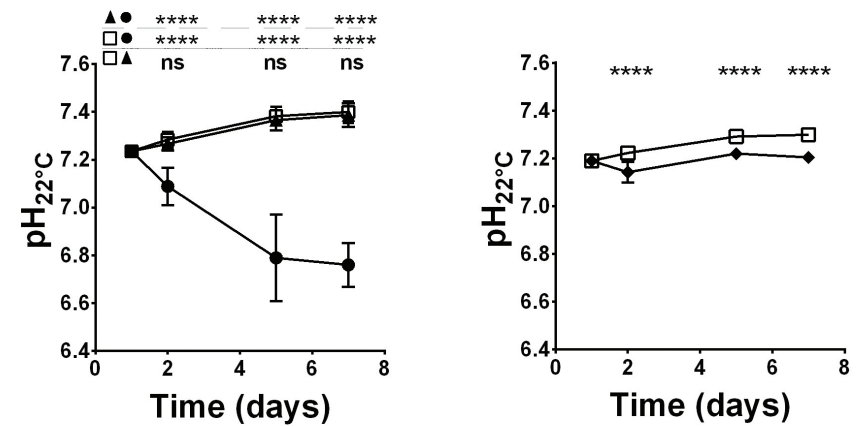 ▲ ● **** **** ****
□ ● **** **** ****
□ ▲ ns ns ns
7.6
7.4
7.2
7.0
6.8
6.6
6.4
pH22°C
0 2 4 6 8
Time (days)
**** **** ****
7.6
7.4
7.2
7.0
6.8
6.6
6.4
pH22°C
0 2 4 6 8
Time (days)